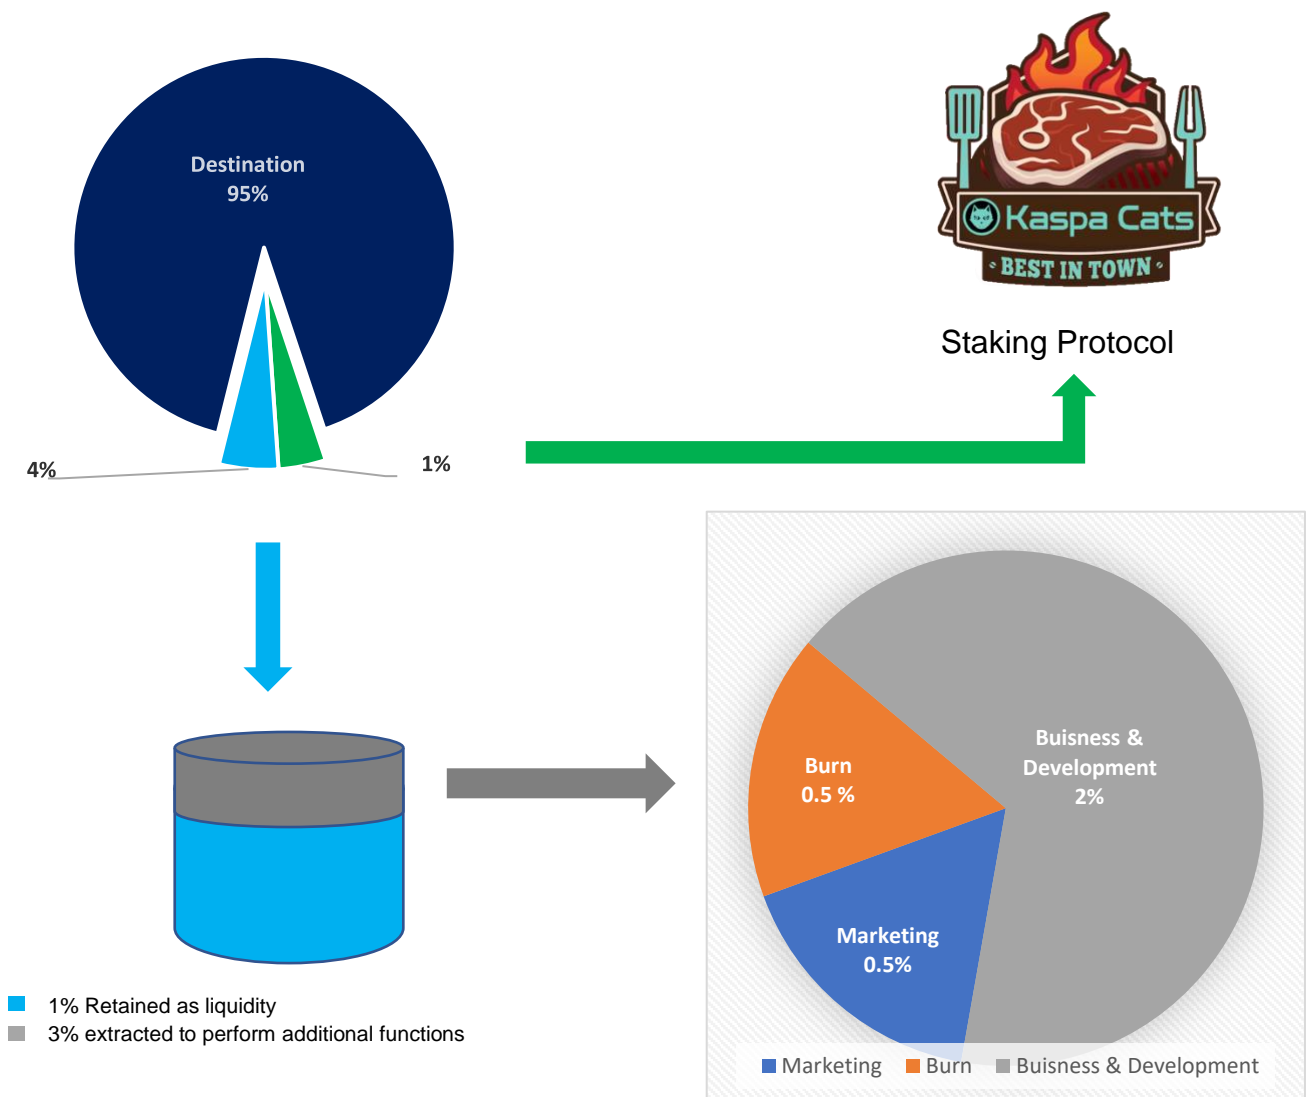 Destination
95%
4%
1%
Kaspa Cats
BEST IN TOWN
Staking Protocol
1% Retained as liquidity
3% extracted to perform additional functions
Buisness &
Development
2%
Burn
0.5 %
Marketing
0.5%
Marketing Burn Buisness & Development